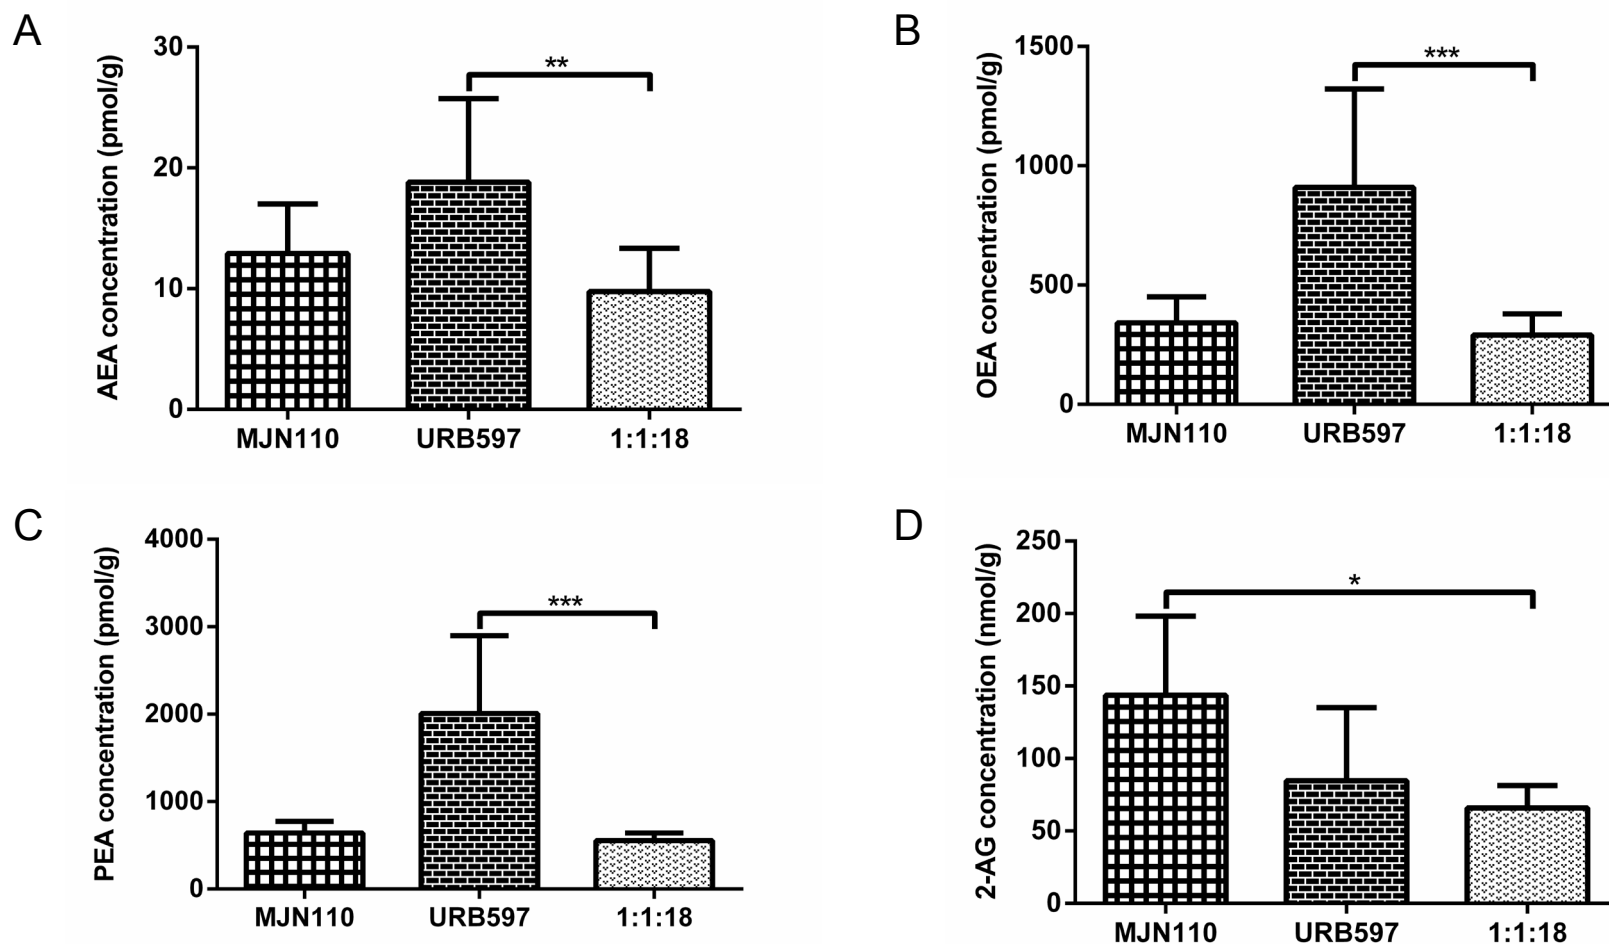 A
AEA concentration (pmol/g)
30
20
10
0
**
MJN110 URB597 1:1:18
B
OEA concentration (pmol/g)
1500
1000
500
0
***
MJN110 URB597 1:1:18
C
PEA concentration (pmol/g)
4000
3000
2000
1000
0
***
MJN110 URB597 1:1:18
D
2-AG concentration (nmol/g)
250
200
150
100
50
0
*
MJN110 URB597 1:1:18